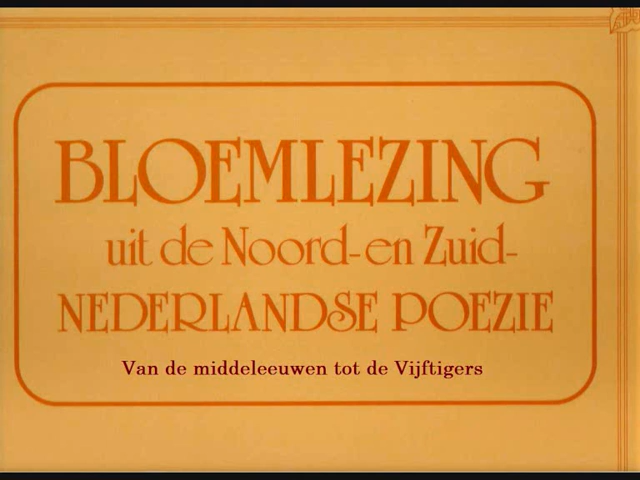 BLOEMLEZING
uit de Noord- en Zuid-
NEDERLANDSE POEZIE
Van de middeleeuwen tot de Vijftigers